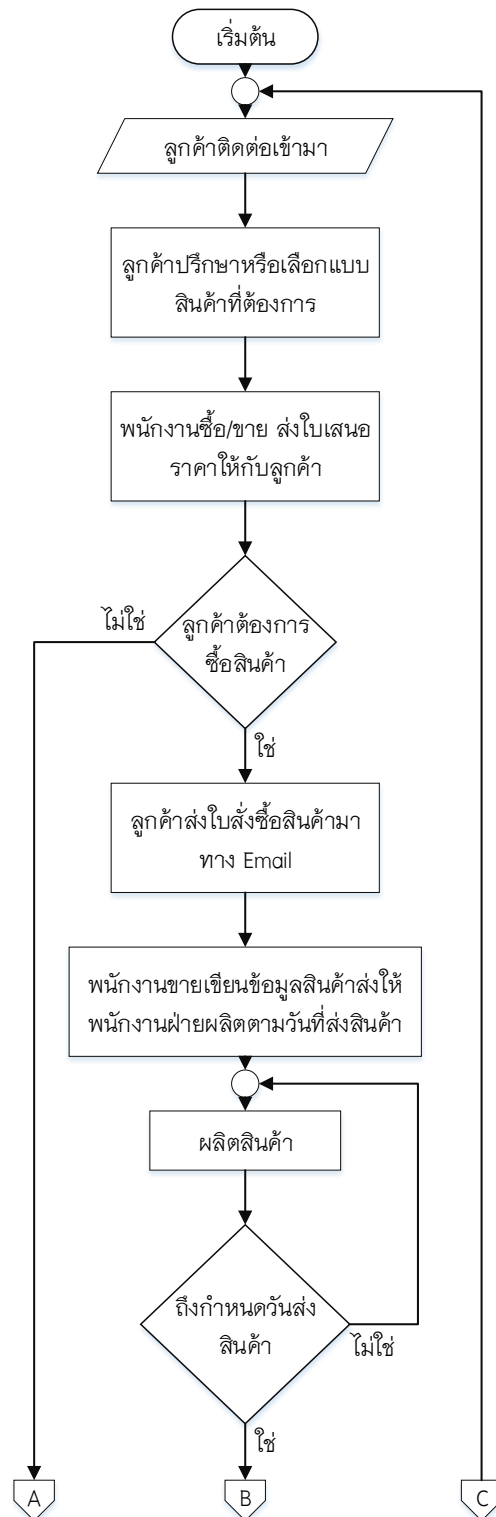 เริ่มต้น
ลูกค้าติดต่อเข้ามา
ลูกค้าปรึกษาหรือเลือกแบบ
สินค้าที่ต้องการ
พนักงานซื้อ/ขาย ส่งใบเสนอ
ราคาให้กับลูกค้า
ไม่ใช่
ลูกค้าต้องการ
ซื้อสินค้า
ใช่
ลูกค้าส่งใบสั่งซื้อสินค้ามา
ทาง Email
พนักงานขายเขียนข้อมูลสินค้าส่งให้
พนักงานฝ่ายผลิตตามวันที่ส่งสินค้า
ผลิตสินค้า
ถึงกำหนดวันส่ง
สินค้า
ไม่ใช่
ใช่
A
B
C